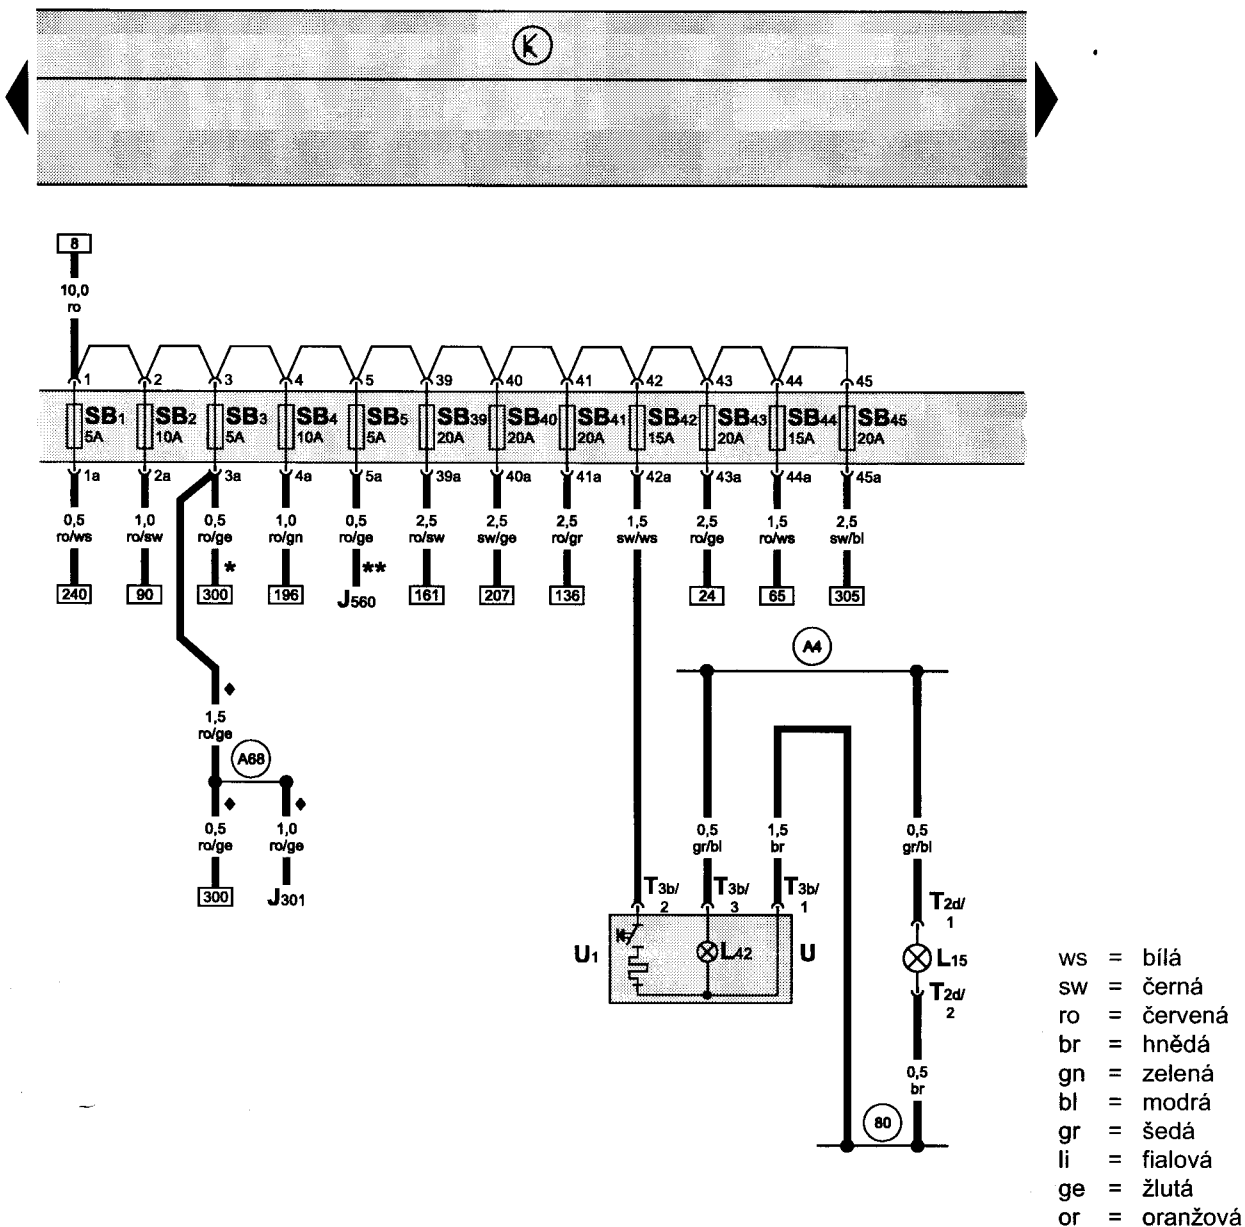 K
8
10,0
ro
1 2 3 4 5 39 40 41 42 43 44 45
SB1 SB2 SB3 SB4 SB5 SB39 SB40 SB41 SB42 SB43 SB44 SB45
5A 10A 5A 10A 5A 20A 20A 20A 15A 20A 15A 20A
1a 2a 3a 4a 5a 39a 40a 41a 42a 43a 44a 45a
0,5 1,0 0,5 1,0 0,5 2,5 2,5 2,5 1,5 2,5 1,5 2,5
ro/ws ro/sw ro/ge ro/gn ro/ge ro/sw sw/ge ro/gr sw/ws ro/ge ro/ws sw/bl
* **
240 90 300 196 J560 161 207 136 24 65 305
A4
1,5
ro/ge
A68
0,5 1,0 0,5 1,5 0,5
ro/ge ro/ge gr/bl br gr/bl
300 J301
T3b/ T3b/ T3b/
2 3 1
T2d/
1
U1 L42 U L15
T2d/
2
0,5
br
80
ws = bílá
sw = černá
ro = červená
br = hnědá
gn = zelená
bl = modrá
gr = šedá
li = fialová
ge = žlutá
or = oranžová